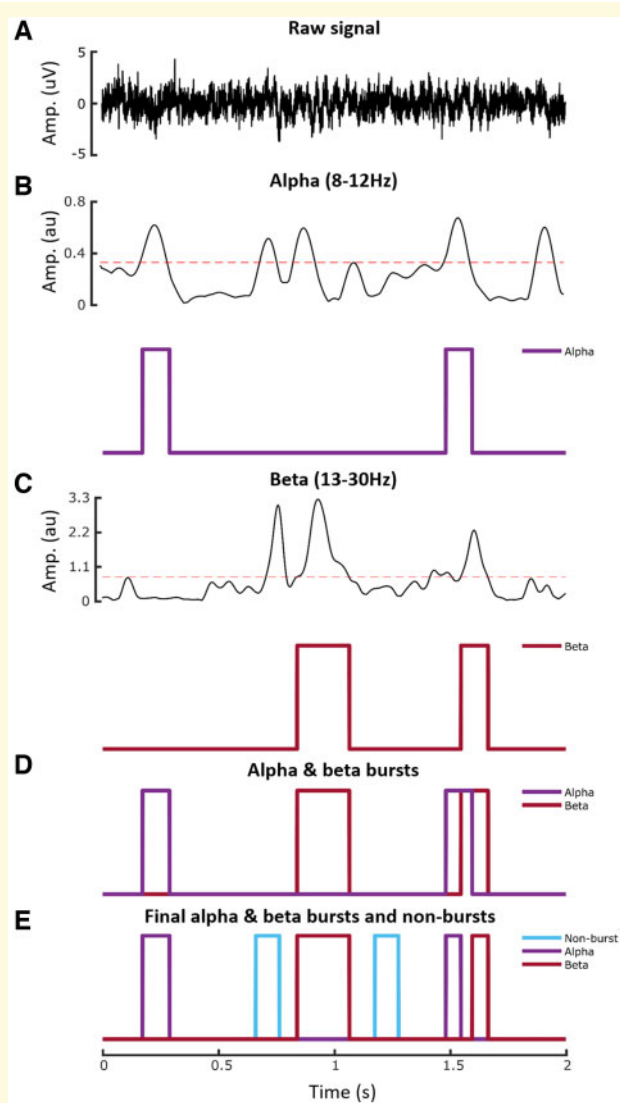 A
Raw signal
5
0
-5
Amp. (uV)
B
Alpha (8-12Hz)
0.8
0.4
0
Amp. (au)
Alpha
C
Beta (13-30Hz)
3.3
2.2
1.1
0
Amp. (au)
Beta
D
Alpha & beta bursts
Alpha
Beta
E
Final alpha & beta bursts and non-bursts
Non-burst
Alpha
Beta
0 0.5 1 1.5 2
Time (s)